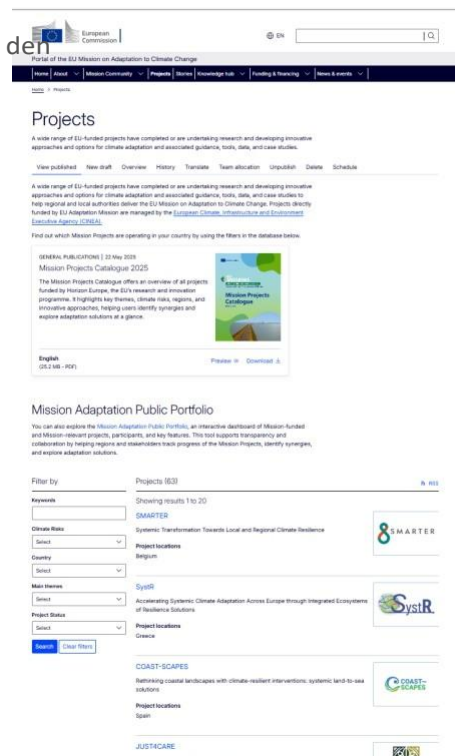 European
Commission
EN
den
Portal of the EU Mission on Adaptation to Climate Change
Home About Mission Community Projects Stories Knowledge hub Funding & financing News & events
Home / Projects
Projects
A wide range of EU-funded projects have completed or are undertaking research and developing innovative
approaches and options for climate adaptation and associated guidance, tools, and case studies.
View published New draft Overview History Translate Team allocation Unpublish Delete Schedule
A wide range of EU-funded projects have completed or are undertaking research and developing innovative
approaches and options for climate adaptation and associated guidance, tools, and case studies to
help regional and local authorities deliver the EU Mission on Adaptation to Climate Change. Projects directly
funded by EU Adaptation Mission are managed by the European Climate, Infrastructure and Environment
Executive Agency (CINEA).
Find out which Mission Projects are operating in your country by using the filters in the database below.
GENERAL PUBLICATIONS | 22 May 2025
Mission Projects Catalogue 2025
The Mission Projects Catalogue offers an overview of all projects
funded by Horizon Europe, the EU's research and innovation
programme. It highlights key themes, climate risks, regions, and
innovative approaches, helping users identify synergies and
explore adaptation solutions at a glance.
Mission Projects
Catalogue
English
(25.2 MB - PDF)
Preview Download
Mission Adaptation Public Portfolio
You can also explore the Mission Adaptation Public Portfolio, an interactive dashboard of Mission-funded
and Mission-relevant projects, participants, and key features. This tool supports transparency and
collaboration by helping regions and stakeholders track progress of the Mission Projects, identify synergies,
and explore adaptation solutions.
Filter by
Keywords
Climate Risks
Select
Country
Select
Main themes
Select
Project Status
Select
Search Clear filters
Projects (63)
RSS
Showing results 1 to 20
SMARTER
Systemic Transformation Towards Local and Regional Climate Resilience
Project locations
Belgium
SMARTER
SystR
Accelerating Systemic Climate Adaptation Across Europe through Integrated Ecosystems
of Resilience Solutions
Project locations
Greece
SystR
COAST-SCAPES
Rethinking coastal landscapes with climate-resilient interventions: systemic land-to-sea
solutions
Project locations
Spain
COAST-
SCAPES
JUST4CARE